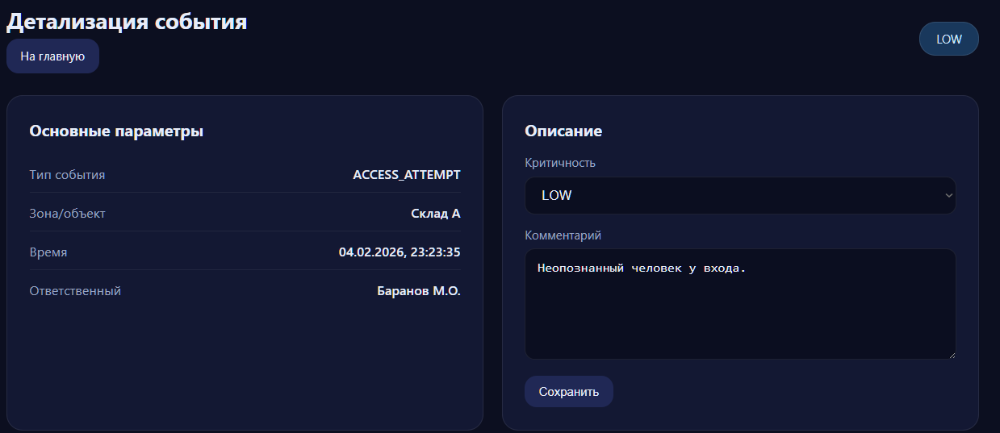 Детализация события
LOW
На главную
Основные параметры
Тип события ACCESS_ATTEMPT
Зона/объект Склад A
Время 04.02.2026, 23:23:35
Ответственный Баранов М.О.
Описание
Критичность
LOW
Комментарий
Неопознанный человек у входа.
Сохранить